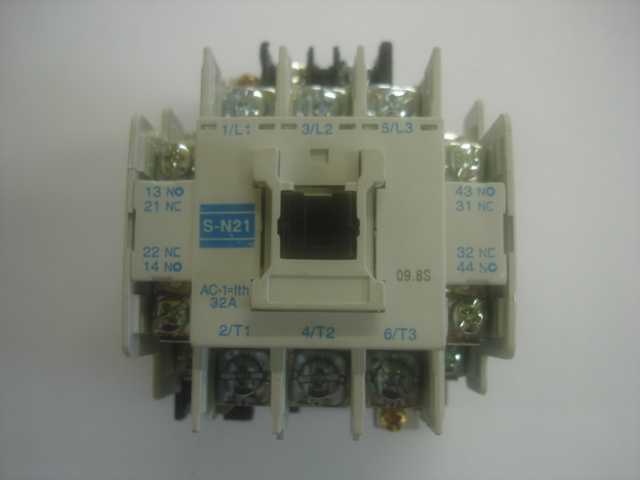 1/L1 3/L2 5/L3
13 NO
21 NC
43 NO
31 NC
S-N21
22 NC
14 NO
32 NC
44 NO
09.8S
AC-1=Ith
32A
2/T1 4/T2 6/T3